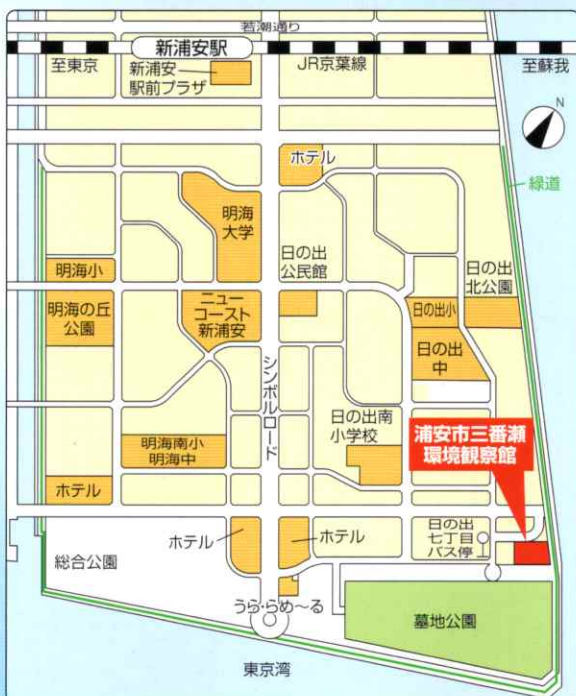 若潮通り
新浦安駅
至東京
JR京葉線
至蘇我
新浦安
駅前プラザ
N
ホテル
緑道
明海
大学
日の出
公民館
明海小
日の出
北公園
明海の丘
公園
ニュー
コースト
新浦安
日の出小
日の出
中
シンボルロード
日の出南
小学校
浦安市三番瀬
環境観察館
明海南小
明海中
ホテル
日の出
七丁目
バス停
ホテル
ホテル
総合公園
うら・らめ〜る
墓地公園
東京湾